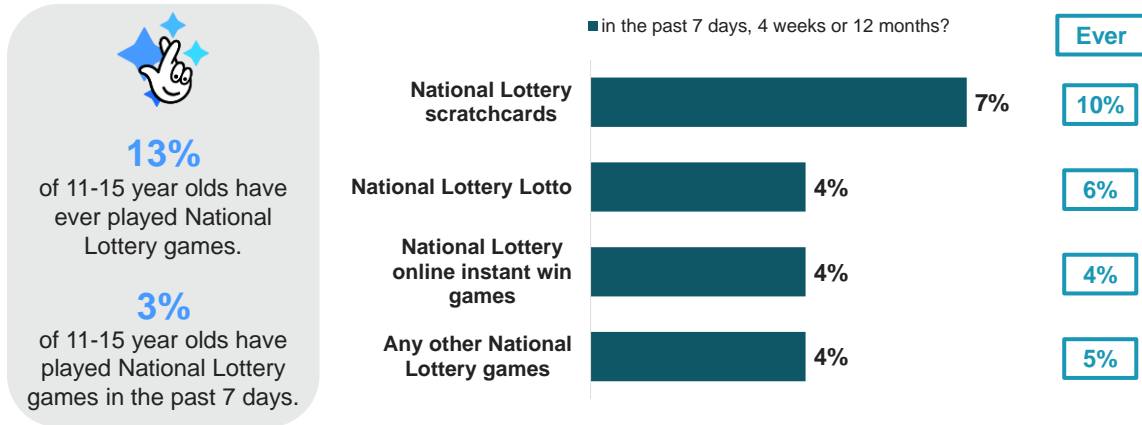 13%
of 11-15 year olds have
ever played National
Lottery games.
3%
of 11-15 year olds have
played National Lottery
games in the past 7 days.
in the past 7 days, 4 weeks or 12 months?
Ever
National Lottery
scratchcards
7%
10%
National Lottery Lotto
4%
6%
National Lottery
online instant win
games
4%
4%
Any other National
Lottery games
4%
5%